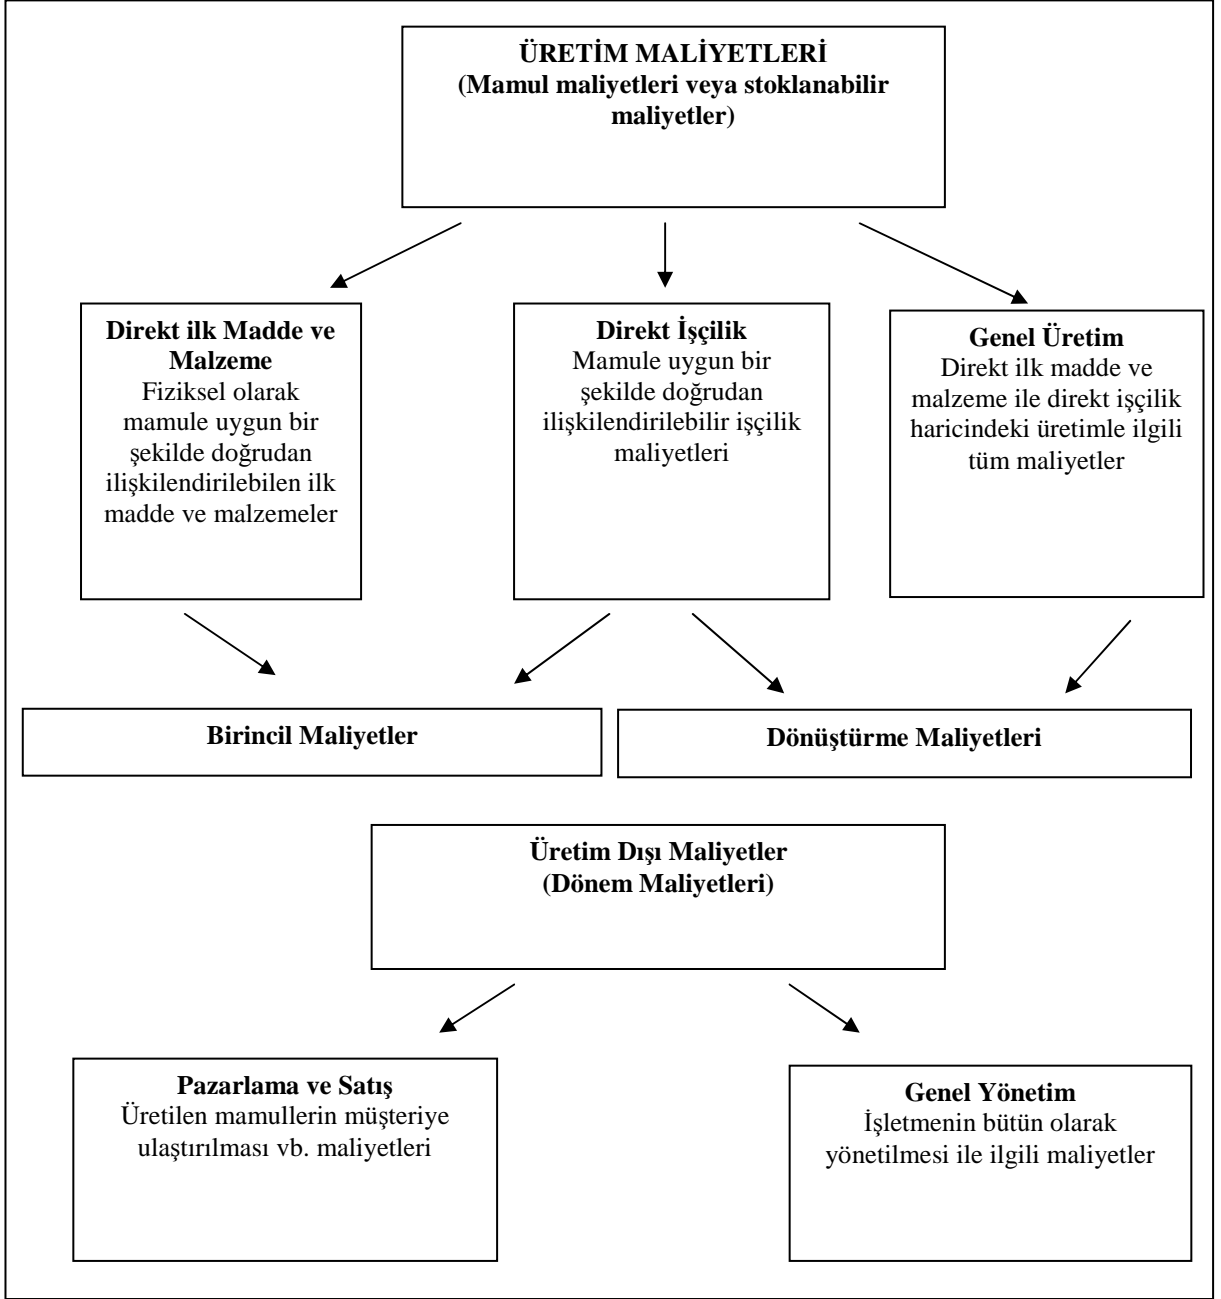 ÜRETİM MALİYETLERİ
(Mamul maliyetleri veya stoklanabilir
maliyetler)
Direkt ilk Madde ve
Malzeme
Fiziksel olarak
mamule uygun bir
şekilde doğrudan
ilişkilendirilebilen ilk
madde ve malzemeler
Direkt İşçilik
Mamule uygun bir
şekilde doğrudan
ilişkilendirilebilir işçilik
maliyetleri
Genel Üretim
Direkt ilk madde ve
malzeme ile direkt işçilik
haricindeki üretimle ilgili
tüm maliyetler
Birincil Maliyetler
Dönüştürme Maliyetleri
Üretim Dışı Maliyetler
(Dönem Maliyetleri)
Pazarlama ve Satış
Üretilen mamullerin müşteriye
ulaştırılması vb. maliyetleri
Genel Yönetim
İşletmenin bütün olarak
yönetilmesi ile ilgili maliyetler